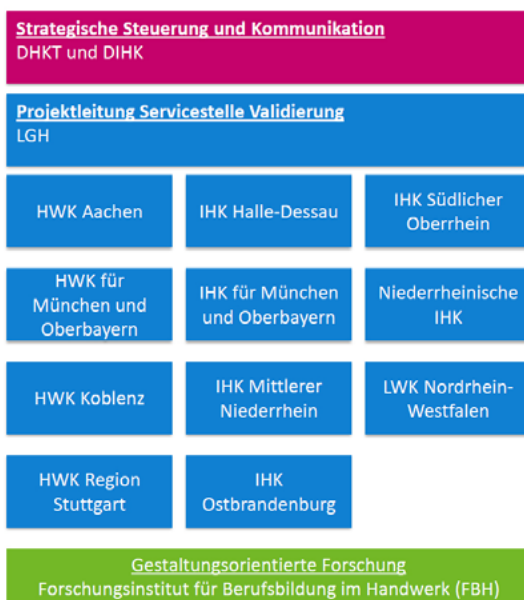 Strategische Steuerung und Kommunikation
DHKT und DIHK
Projektleitung Servicestelle Validierung
LGH
HWK Aachen
IHK Halle-Dessau
IHK Südlicher
Oberrhein
HWK für
München und
Oberbayern
IHK für München
und Oberbayern
Niederrheinische
IHK
HWK Koblenz
IHK Mittlerer
Niederrhein
LWK Nordrhein-
Westfalen
HWK Region
Stuttgart
IHK
Ostbrandenburg
Gestaltungsorientierte Forschung
Forschungsinstitut für Berufsbildung im Handwerk (FBH)